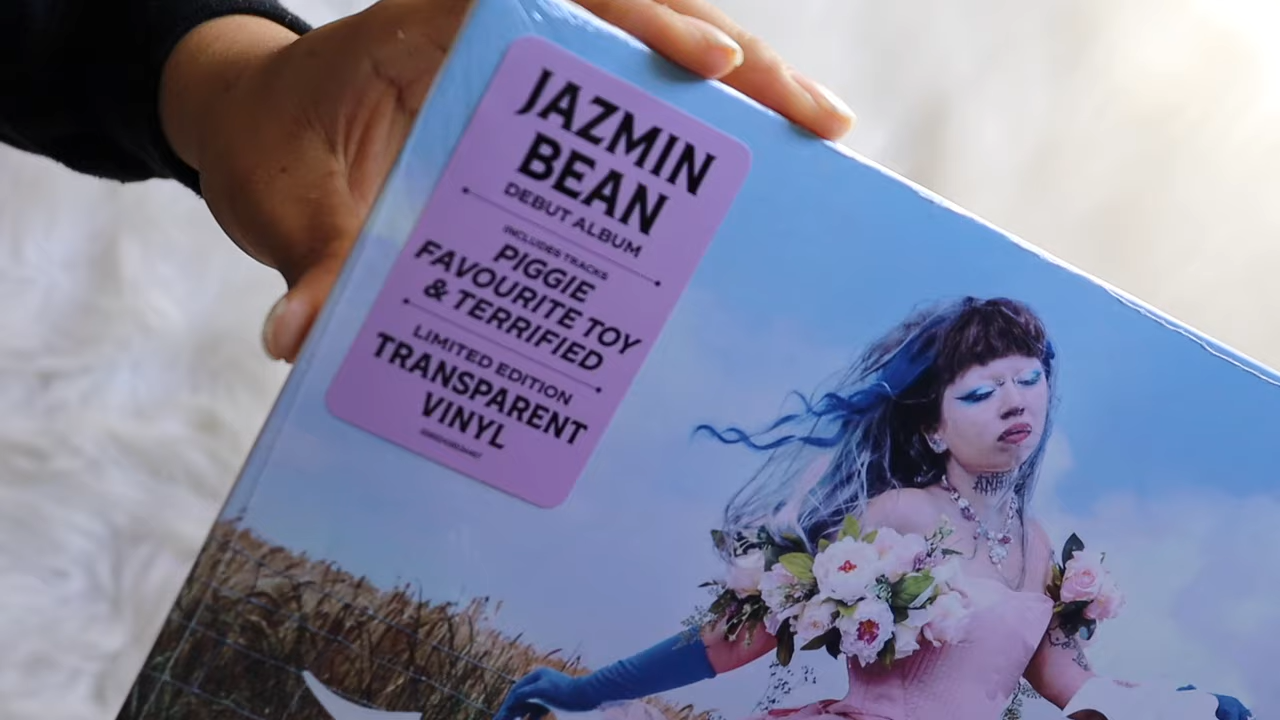 JAZMIN
BEAN
DEBUT ALBUM
INCLUDES TRACKS
PIGGIE
FAVOURITE TOY
& TERRIFIED
LIMITED EDITION
TRANSPARENT
VINYL